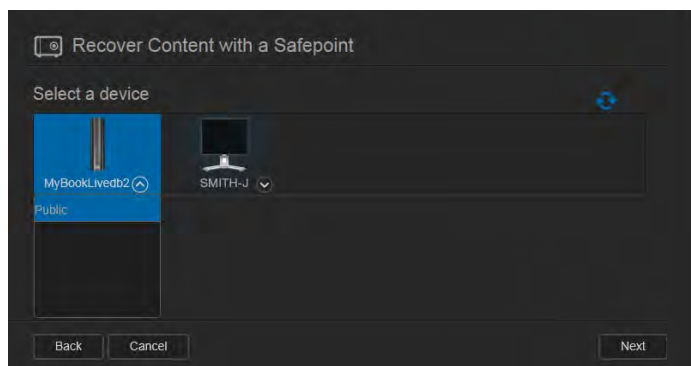 Recover Content with a Safepoint
Select a device
MyBookLivedb2 SMITH-J
Public
Back Cancel Next